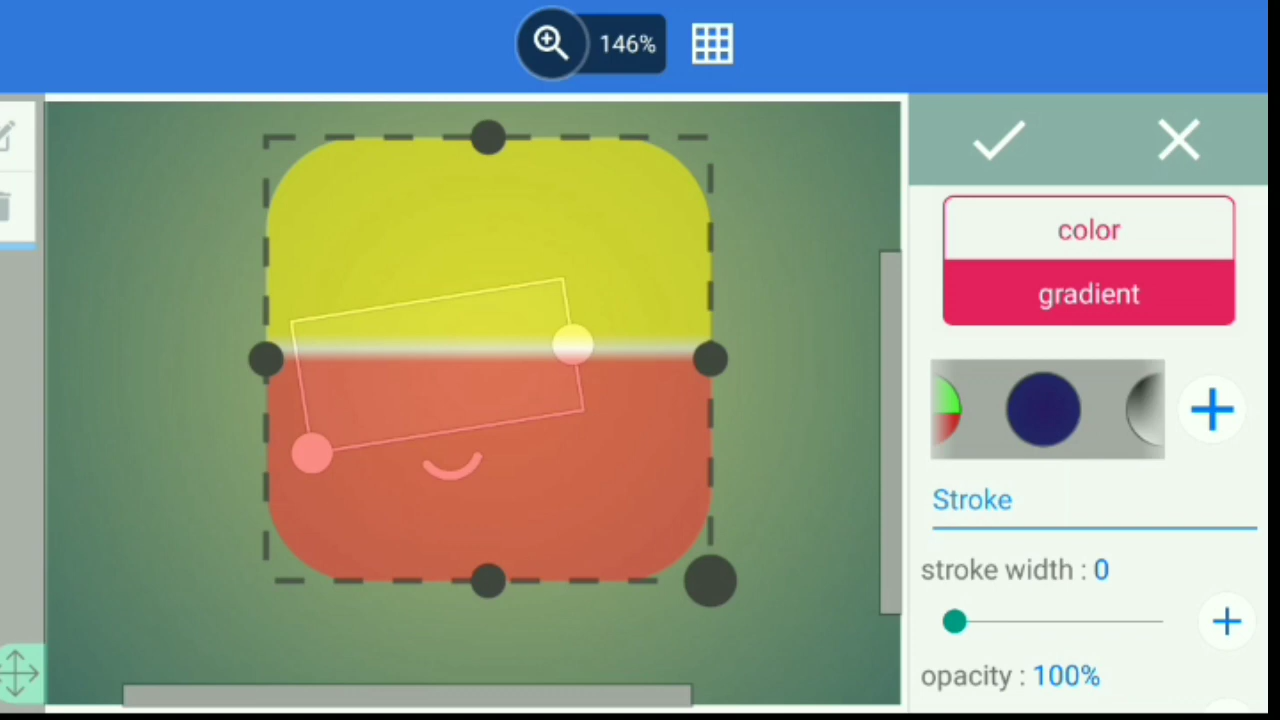 146%
color
gradient
Stroke
stroke width : 0
opacity : 100%